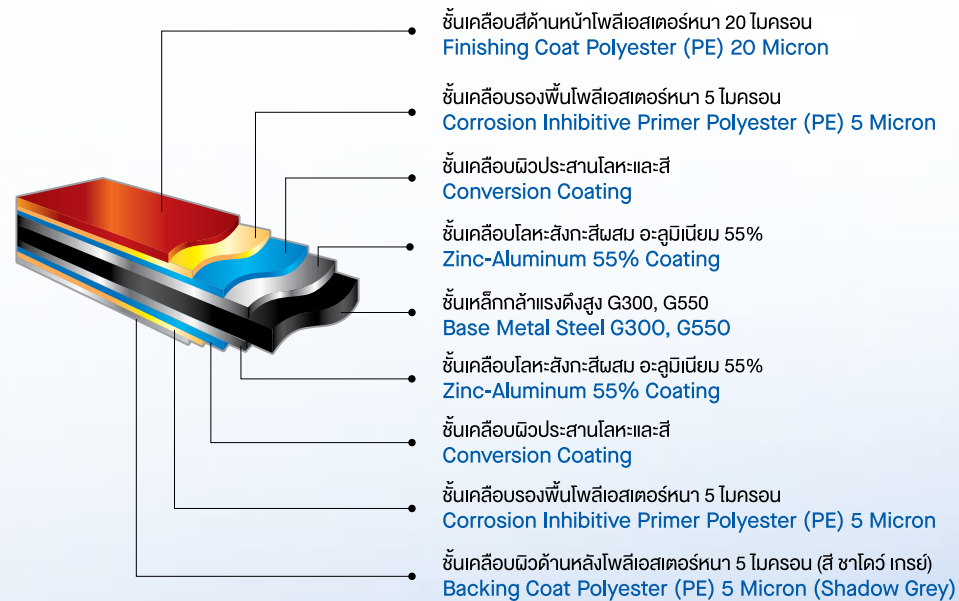 ชั้นเคลือบสีด้านหน้าโพลีเอสเตอร์หนา 20 ไมครอน
Finishing Coat Polyester (PE) 20 Micron
ชั้นเคลือบรองพื้นโพลีเอสเตอร์หนา 5 ไมครอน
Corrosion Inhibitive Primer Polyester (PE) 5 Micron
ชั้นเคลือบผิวประสานโลหะและสี
Conversion Coating
ชั้นเคลือบโลหะสังกะสีผสม อะลูมิเนียม 55%
Zinc-Aluminum 55% Coating
ชั้นเหล็กกล้าแรงดึงสูง G300, G550
Base Metal Steel G300, G550
ชั้นเคลือบโลหะสังกะสีผสม อะลูมิเนียม 55%
Zinc-Aluminum 55% Coating
ชั้นเคลือบผิวประสานโลหะและสี
Conversion Coating
ชั้นเคลือบรองพื้นโพลีเอสเตอร์หนา 5 ไมครอน
Corrosion Inhibitive Primer Polyester (PE) 5 Micron
ชั้นเคลือบผิวด้านหลังโพลีเอสเตอร์หนา 5 ไมครอน (สี ชาโดว์ เกรย์)
Backing Coat Polyester (PE) 5 Micron (Shadow Grey)